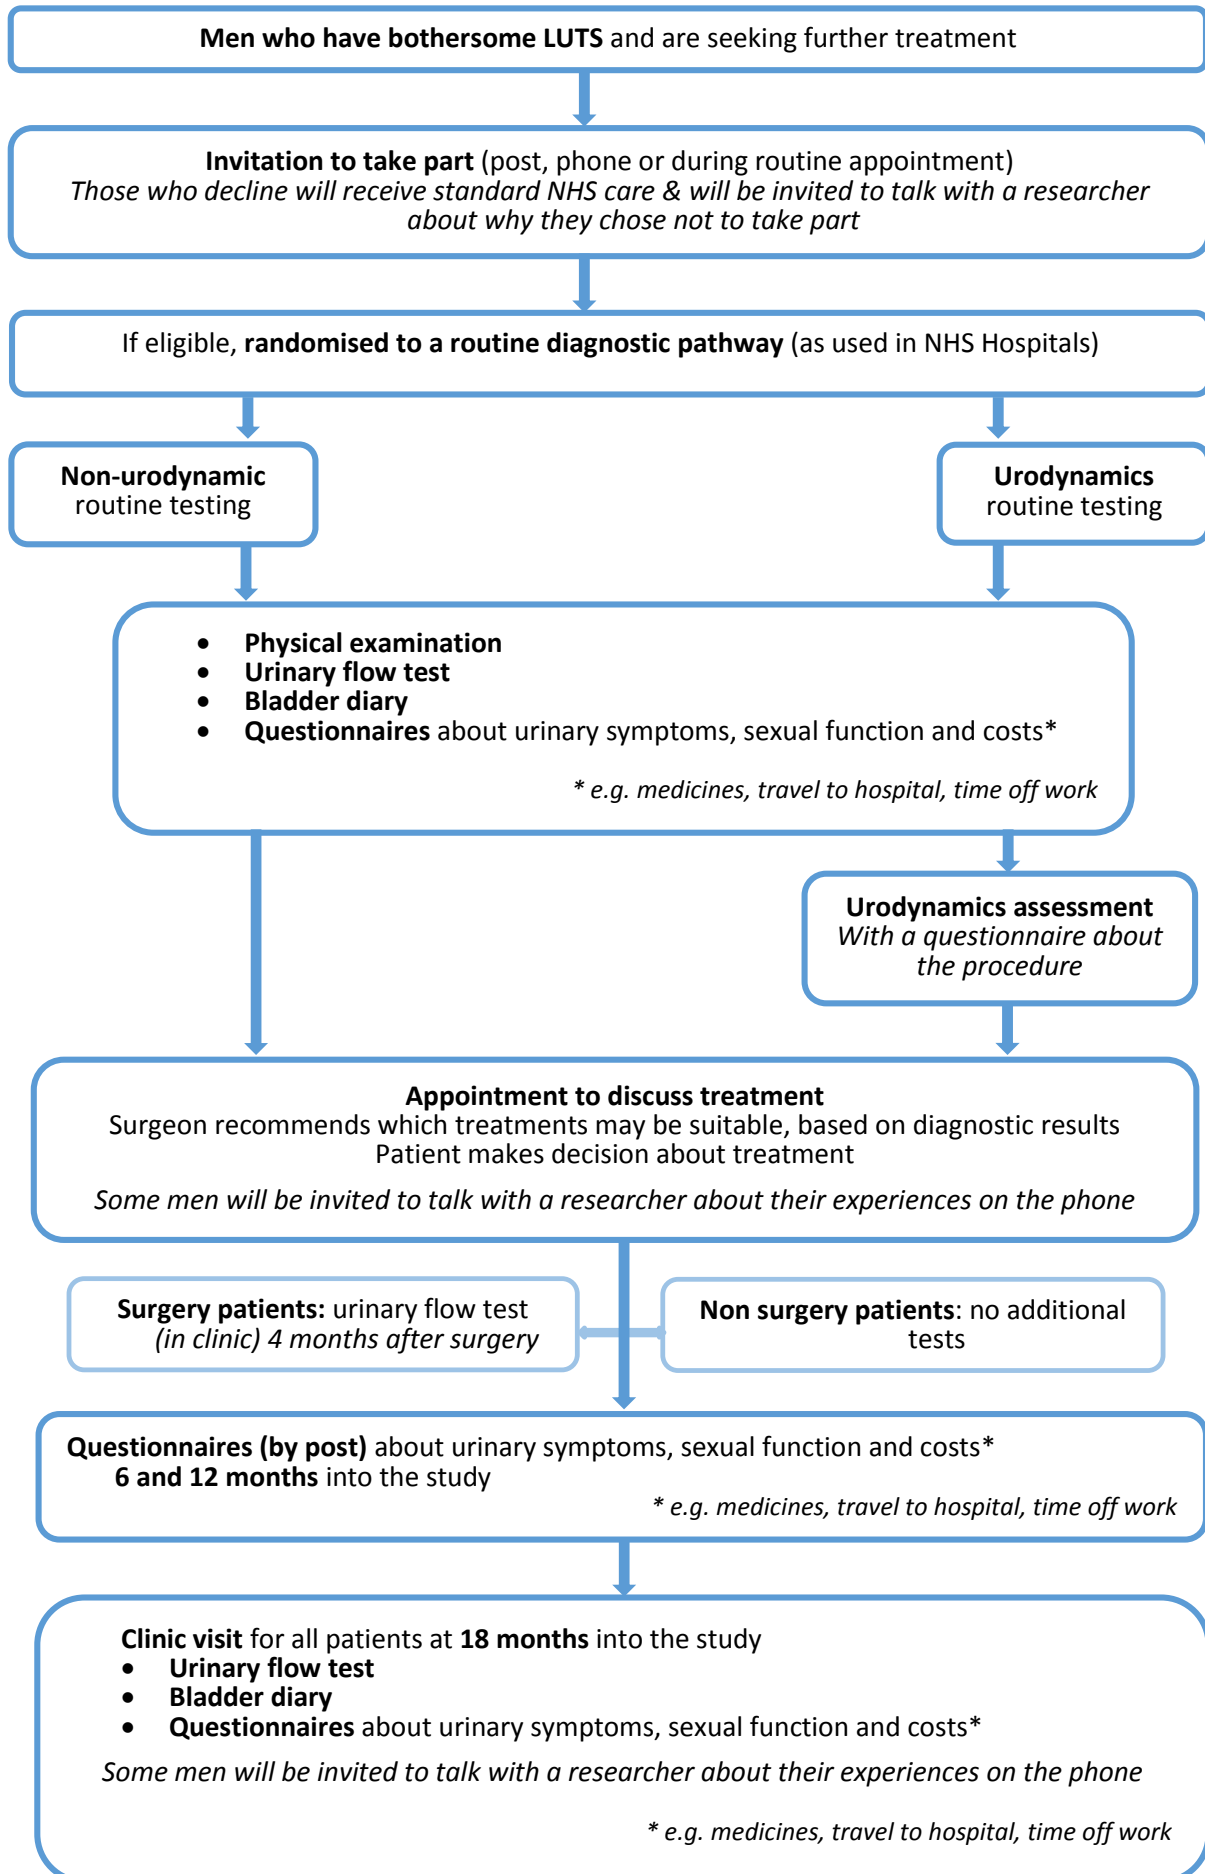 Men who have bothersome LUTS and are seeking further treatment
Invitation to take part (post, phone or during routine appointment)
Those who decline will receive standard NHS care & will be invited to talk with a researcher
about why they chose not to take part
If eligible, randomised to a routine diagnostic pathway (as used in NHS Hospitals)
Non-urodynamic
routine testing
Urodynamics
routine testing
• Physical examination
• Urinary flow test
• Bladder diary
• Questionnaires about urinary symptoms, sexual function and costs*
* e.g. medicines, travel to hospital, time off work
Urodynamics assessment
With a questionnaire about
the procedure
Appointment to discuss treatment
Surgeon recommends which treatments may be suitable, based on diagnostic results
Patient makes decision about treatment
Some men will be invited to talk with a researcher about their experiences on the phone
Surgery patients: urinary flow test
(in clinic) 4 months after surgery
Non surgery patients: no additional
tests
Questionnaires (by post) about urinary symptoms, sexual function and costs*
6 and 12 months into the study
* e.g. medicines, travel to hospital, time off work
Clinic visit for all patients at 18 months into the study
• Urinary flow test
• Bladder diary
• Questionnaires about urinary symptoms, sexual function and costs*
Some men will be invited to talk with a researcher about their experiences on the phone
* e.g. medicines, travel to hospital, time off work